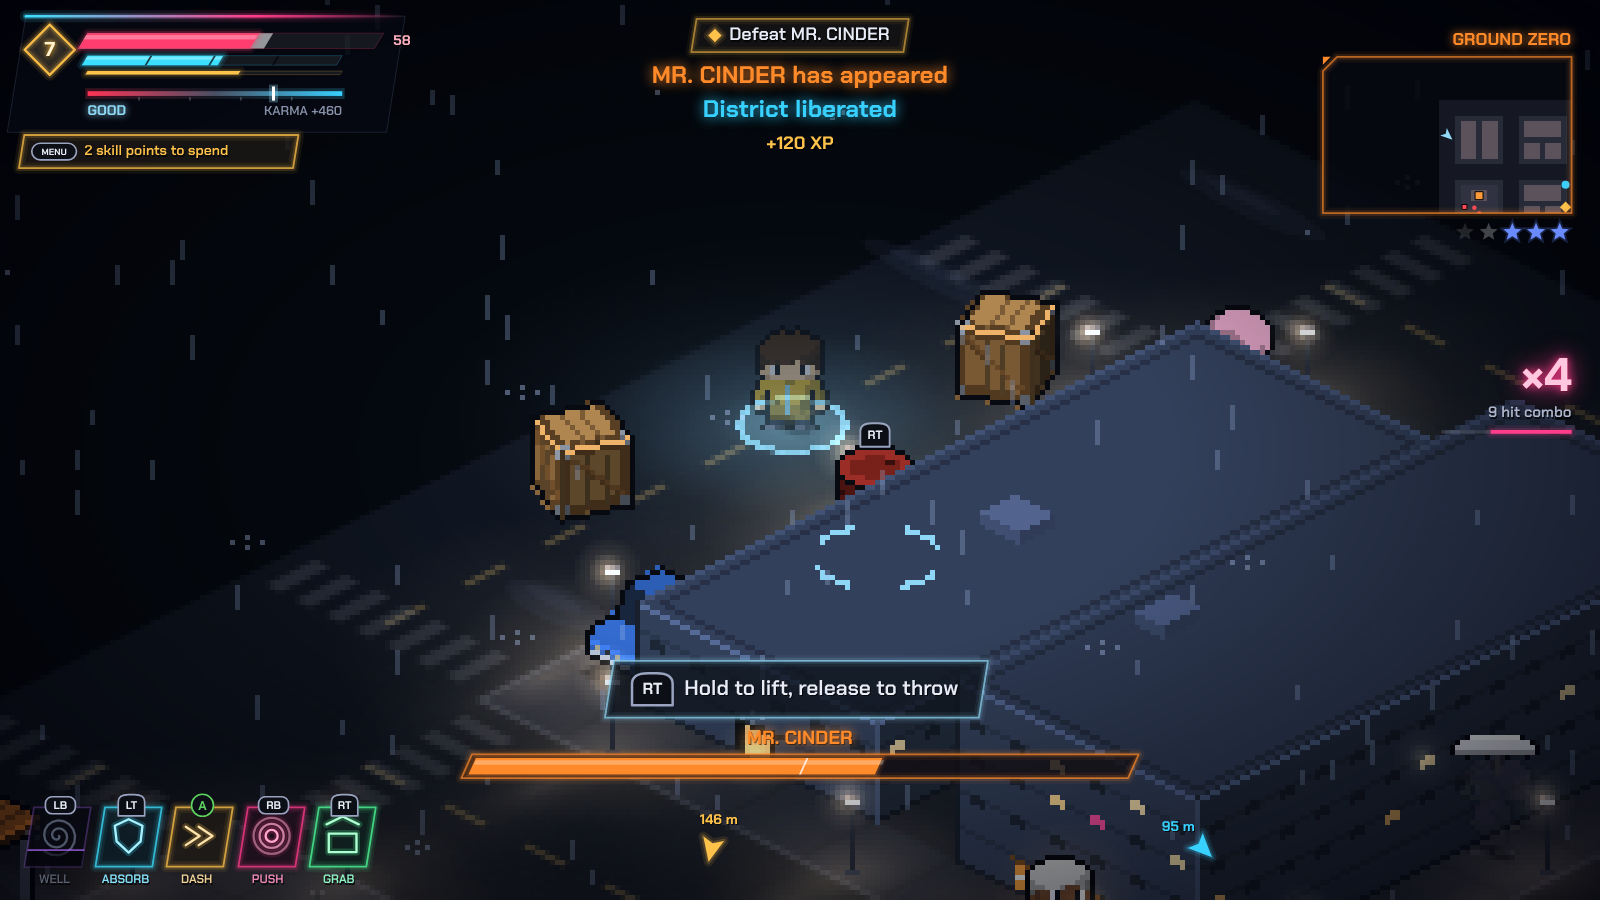 7
58
GOOD
KARMA +460
MENU 2 skill points to spend
Defeat MR. CINDER
MR. CINDER has appeared
District liberated
+120 XP
GROUND ZERO
×4
9 hit combo
RT
RT Hold to lift, release to throw
MR. CINDER
146 m
95 m
LB LT A RB RT
WELL ABSORB DASH PUSH GRAB